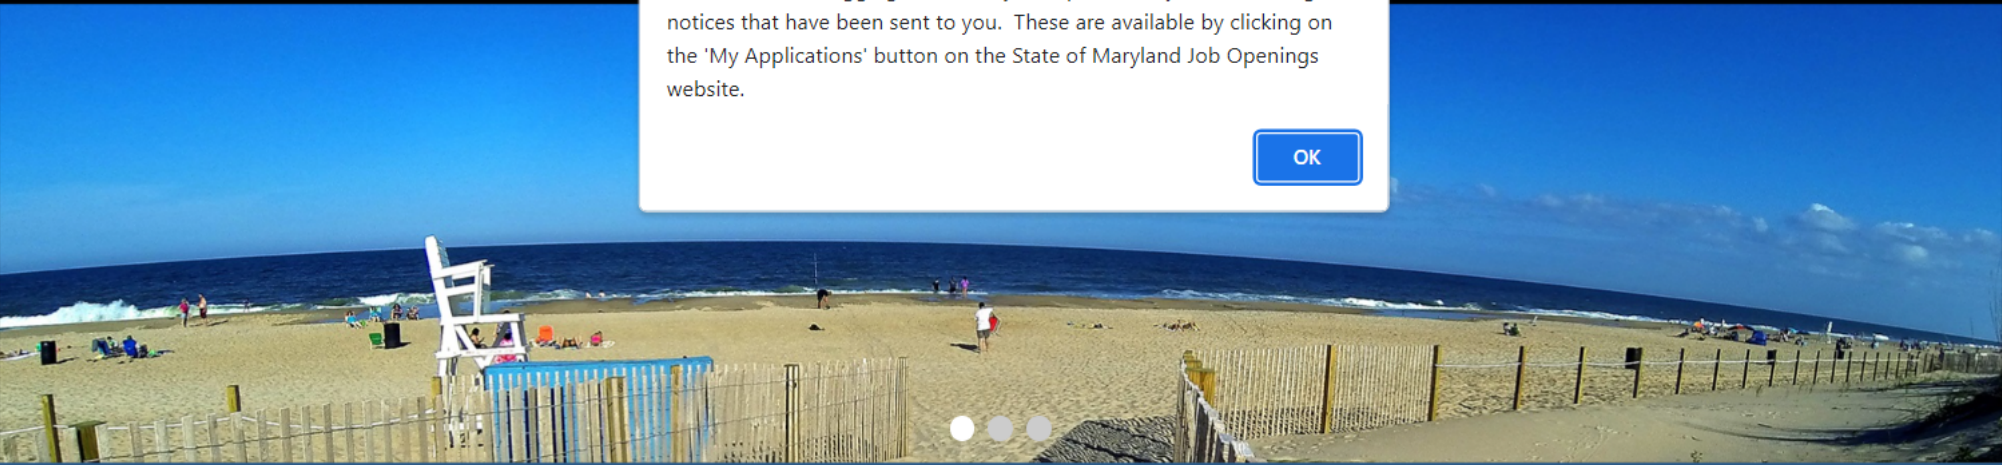 notices that have been sent to you.  These are available by clicking on
the 'My Applications' button on the State of Maryland Job Openings
website.
OK